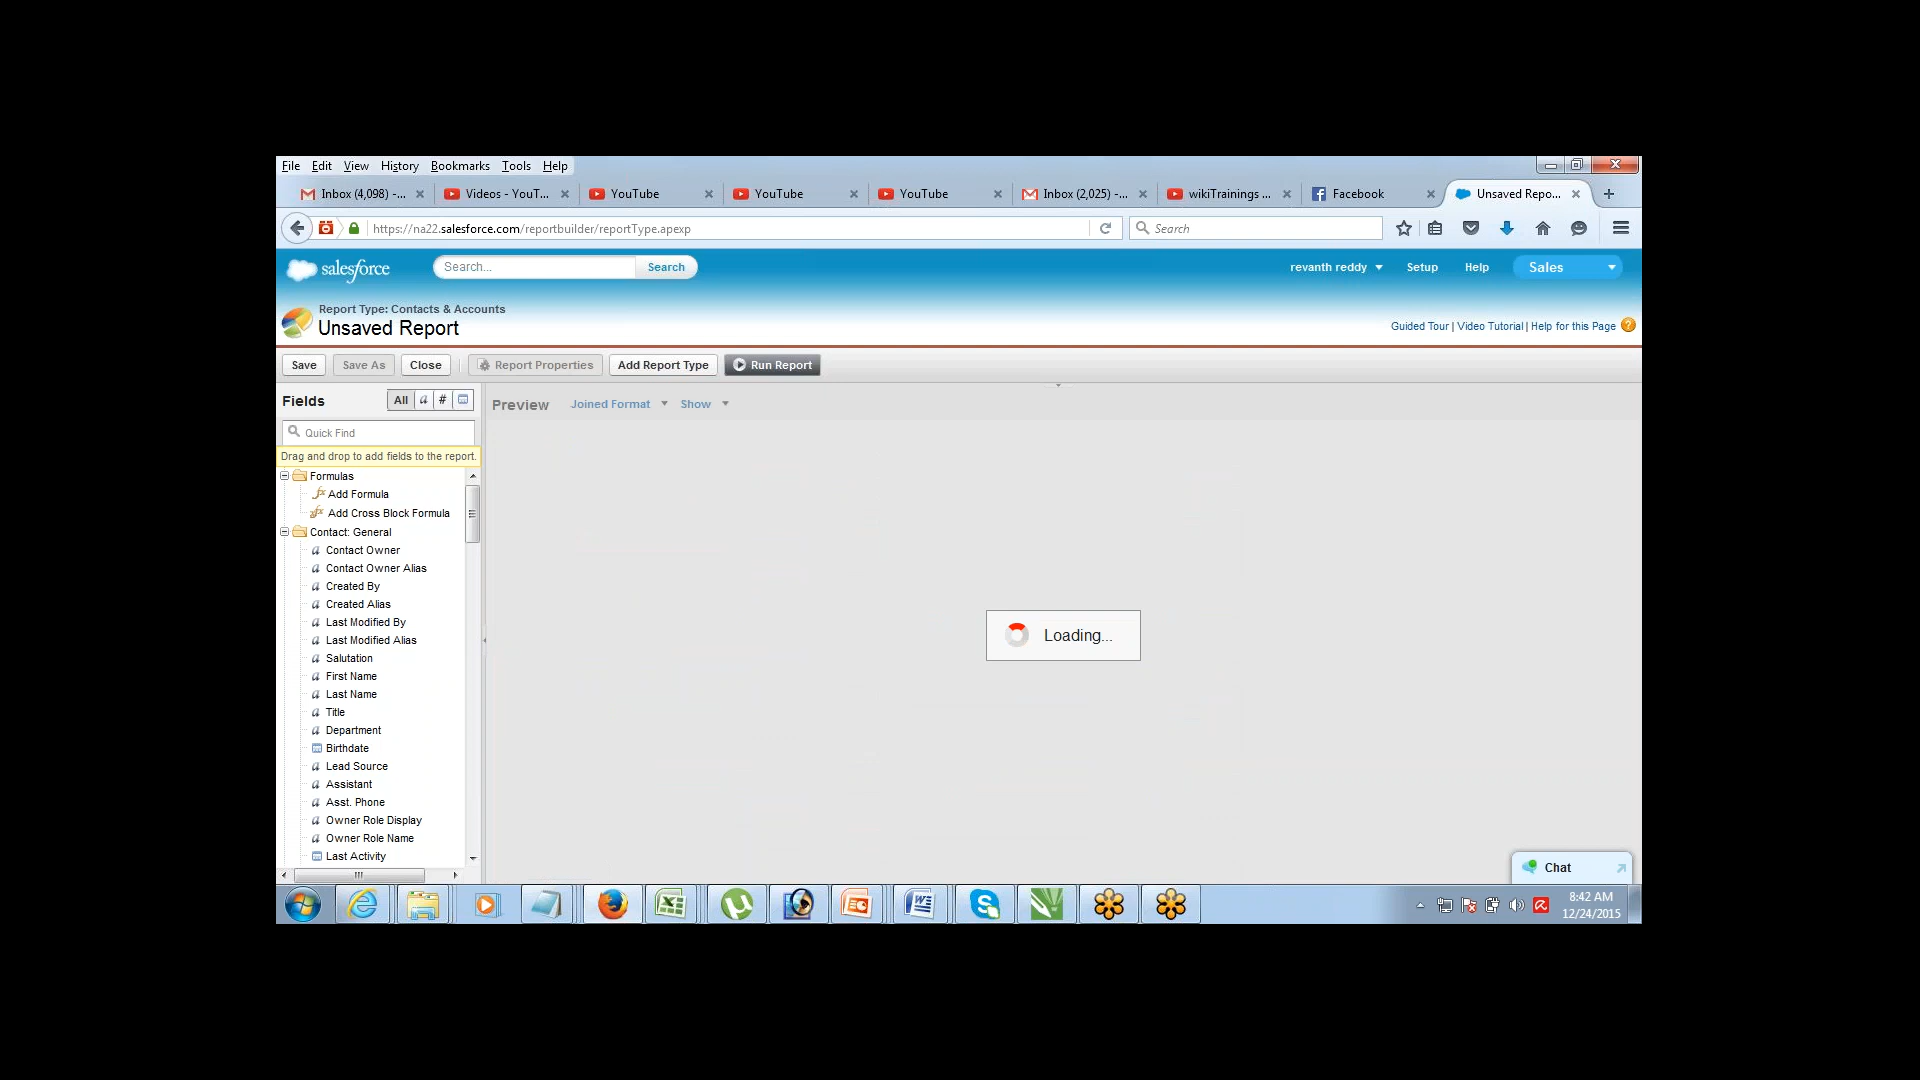 File Edit View History Bookmarks Tools Help
Inbox (4,098) -... Videos - YouT... YouTube YouTube YouTube Inbox (2,025) -... wikiTrainings ... Facebook Unsaved Repo...
https://na22.salesforce.com/reportbuilder/reportType.apexp Search
salesforce Search... Search revanth reddy Setup Help Sales
Report Type: Contacts & Accounts
Unsaved Report
Guided Tour | Video Tutorial | Help for this Page ?
Save Save As Close Report Properties Add Report Type Run Report
Fields All a #
Preview Joined Format Show
Quick Find
Drag and drop to add fields to the report.
Formulas
fx Add Formula
fx Add Cross Block Formula
Contact: General
a Contact Owner
a Contact Owner Alias
a Created By
a Created Alias
a Last Modified By
a Last Modified Alias
a Salutation
a First Name
a Last Name
a Title
a Department
Birthdate
a Lead Source
a Assistant
a Asst. Phone
a Owner Role Display
a Owner Role Name
Last Activity
Loading...
Chat
8:42 AM
12/24/2015